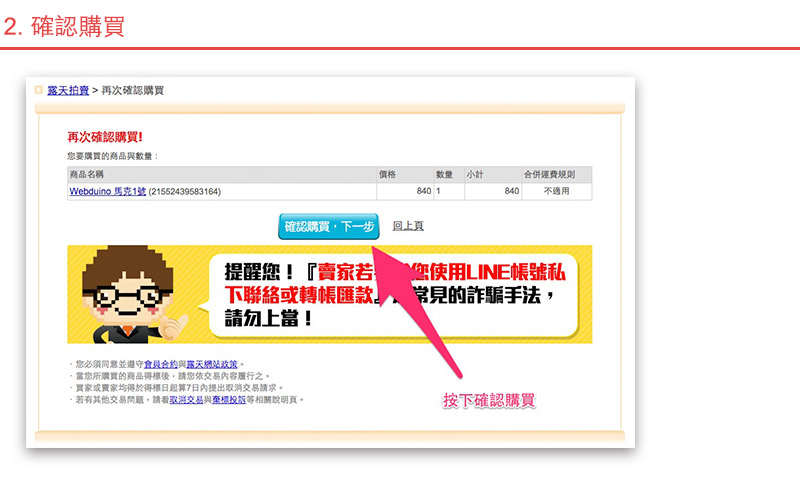 2. 確認購買
露天拍賣 > 再次確認購買
再次確認購買!
您要購買的商品與數量：
商品名稱 價格 數量 小計 合併運費規則
Webduino 馬克1號 (21552439583164) 840 1 840 不適用
確認購買，下一步 回上頁
提醒您！『賣家若 您使用LINE帳號私
下聯絡或轉帳匯款』 常見的詐騙手法，
請勿上當！
· 您必須同意並遵守會員合約與露天網站政策。
· 當您所購買的商品得標後，請您依交易內容履行之。
· 買家或賣家均得於得標日起算7日內提出取消交易請求。
· 若有其他交易問題，請看取消交易與棄標投訴等相關說明頁。
按下確認購買